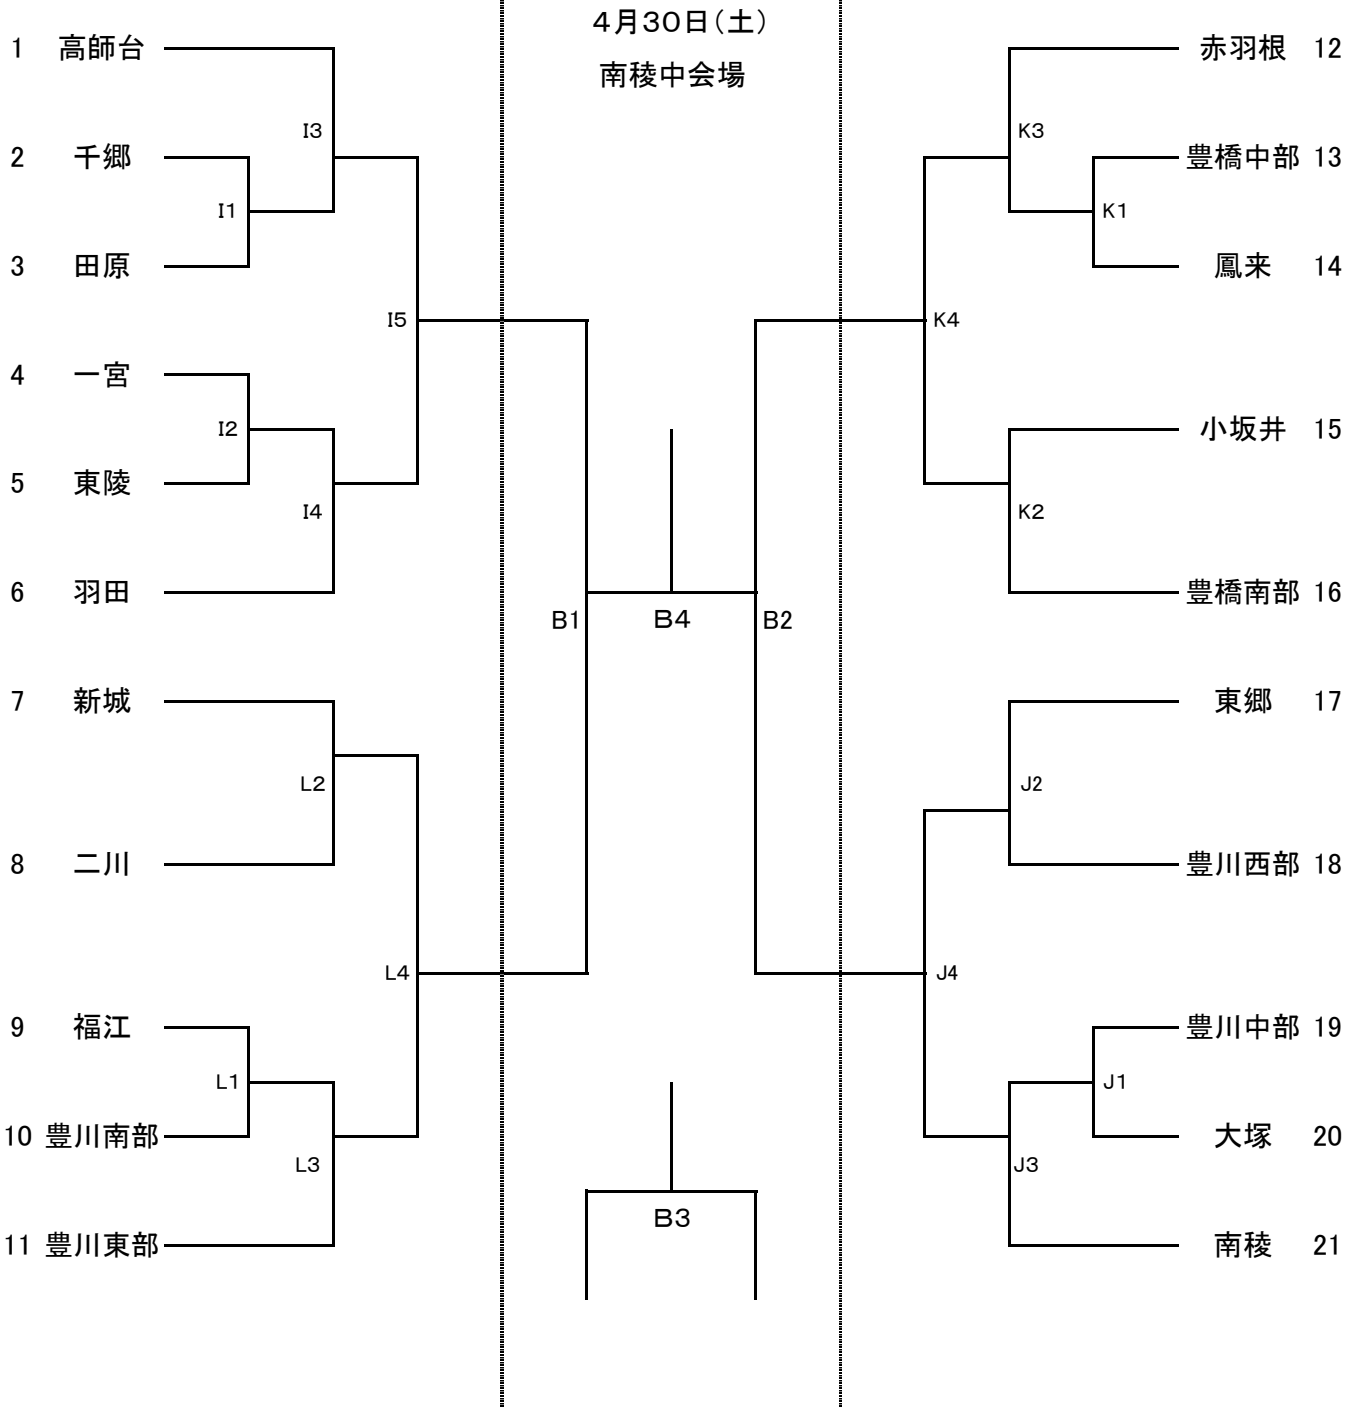 4月30日(土)
南稜中会場
1 高師台
I3
2 千郷
I1
3 田原
I5
4 一宮
I2
5 東陵
I4
6 羽田
7 新城
L2
8 二川
L4
9 福江
L1
10 豊川南部
L3
11 豊川東部
B1
B4
B2
B3
赤羽根 12
K3
豊橋中部 13
K1
鳳来 14
K4
小坂井 15
K2
豊橋南部 16
東郷 17
J2
豊川西部 18
J4
豊川中部 19
J1
大塚 20
J3
南稜 21